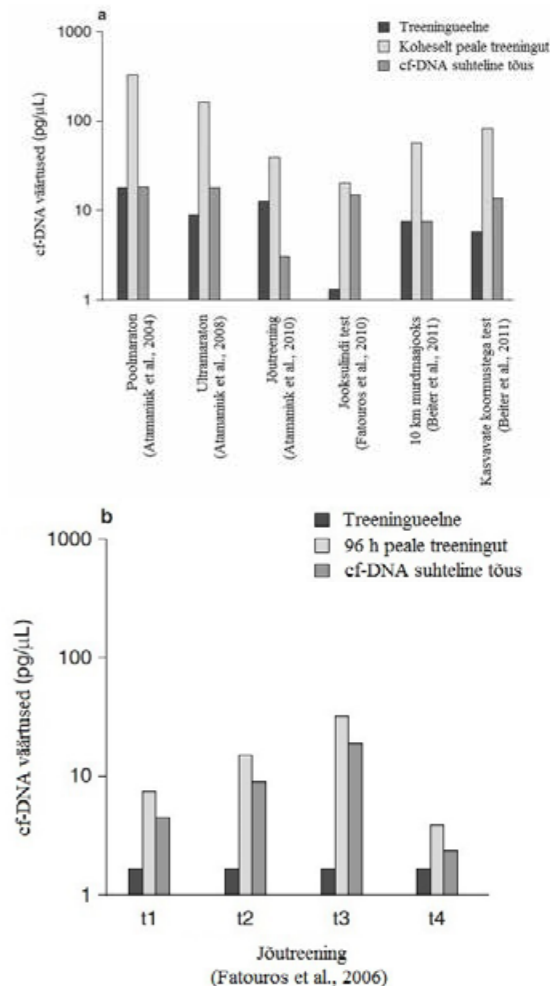 a
Treeningueelne
Koheselt peale treeningut
cf-DNA suhteline tõus
cf-DNA väärtused (pg/µL)
1000
100
10
1
Poolmaraton
(Atamaniuk et al., 2004)
Ultramaraton
(Atamaniuk et al., 2008)
Jõutreening
(Atamaniuk et al., 2010)
Jooksulindi test
(Fatouros et al., 2010)
10 km murdmaajooks
(Beiter et al., 2011)
Kasvavate koormustega test
(Beiter et al., 2011)
b
Treeningueelne
96 h peale treeningut
cf-DNA suhteline tõus
cf-DNA väärtused (pg/µL)
1000
100
10
1
t1 t2 t3 t4
Jõutreening
(Fatouros et al., 2006)